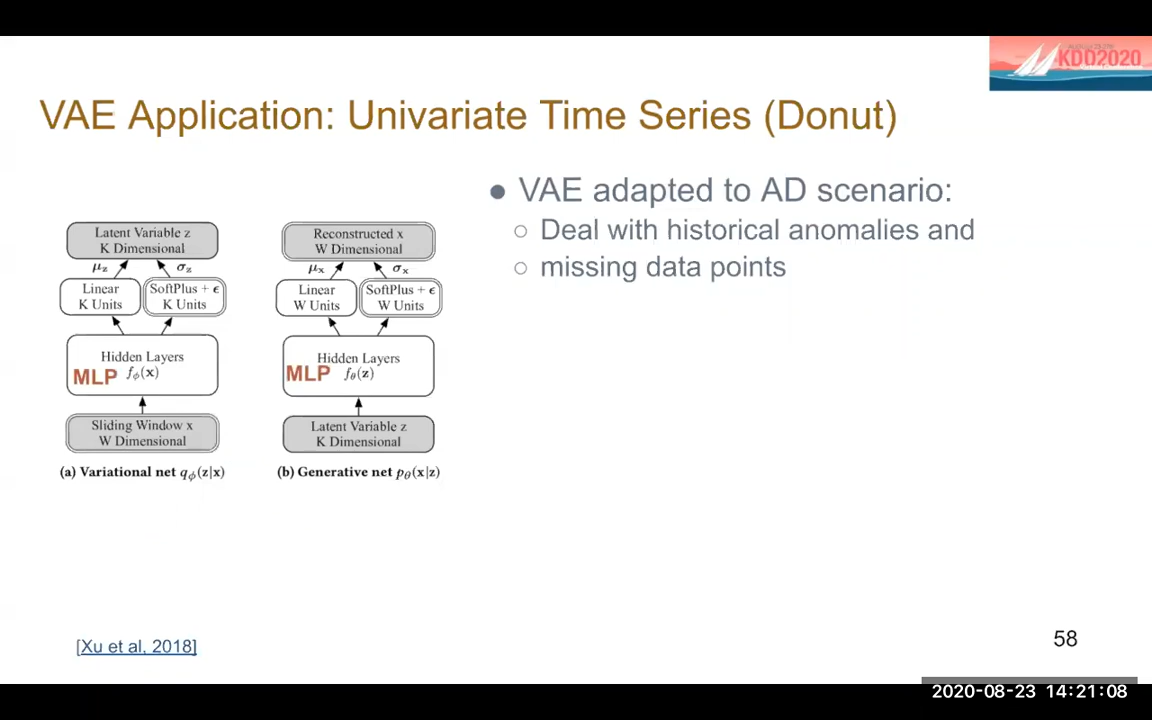 KDD2020
VAE Application: Univariate Time Series (Donut)
● VAE adapted to AD scenario:
○ Deal with historical anomalies and
○ missing data points
Latent Variable z
K Dimensional
μz σz
Linear
K Units
SoftPlus + ϵ
K Units
Hidden Layers
MLP fϕ(x)
Sliding Window x
W Dimensional
(a) Variational net qϕ(z|x)
Reconstructed x
W Dimensional
μx σx
Linear
W Units
SoftPlus + ϵ
W Units
Hidden Layers
MLP fθ(z)
Latent Variable z
K Dimensional
(b) Generative net pθ(x|z)
[Xu et al, 2018]
58
2020-08-23 14:21:08